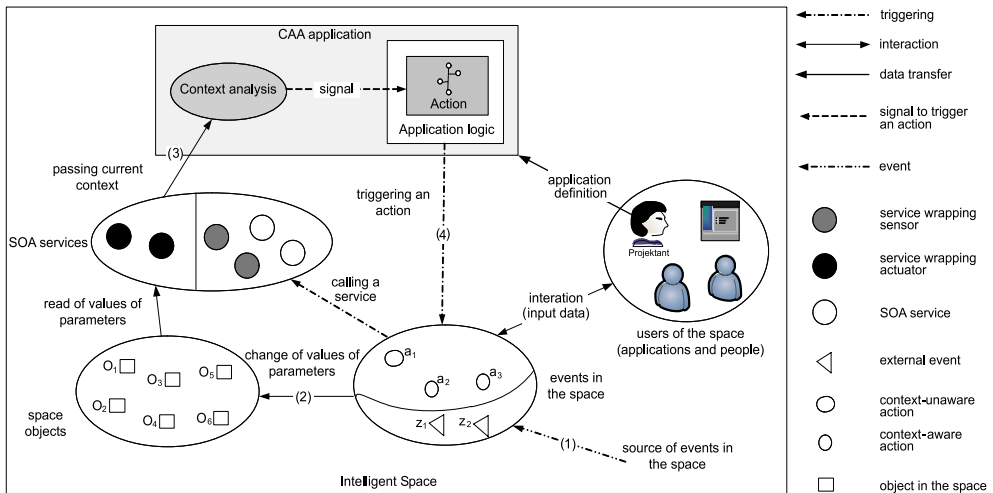 CAA application
Context analysis
signal
Action
Application logic
(3)
passing current
context
triggering an
action
(4)
application
definition
Projektant
SOA services
calling a
service
interation
(input data)
users of the space
(applications and people)
read of values of
parameters
change of values of
parameters
(2)
O1
O3
O5
O2
O4
O6
space
objects
a1
a2
a3
z1
z2
events in
the space
(1)
source of events in
the space
Intelligent Space
triggering
interaction
data transfer
signal to trigger
an action
event
service wrapping
sensor
service wrapping
actuator
SOA service
external event
context-unaware
action
context-aware
action
object in the space